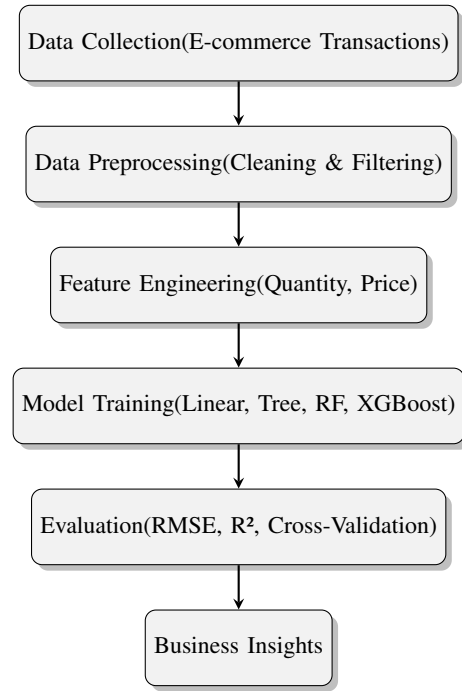 Data Collection(E-commerce Transactions)
Data Preprocessing(Cleaning & Filtering)
Feature Engineering(Quantity, Price)
Model Training(Linear, Tree, RF, XGBoost)
Evaluation(RMSE, R², Cross-Validation)
Business Insights